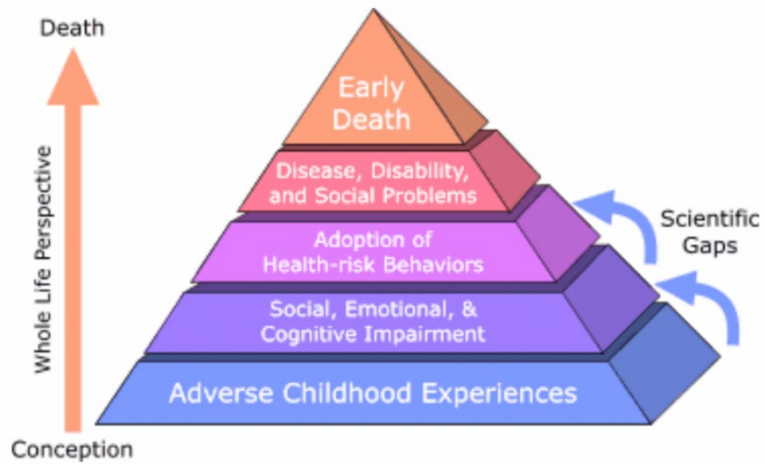 Death
Early
Death
Disease, Disability,
and Social Problems
Adoption of
Health-risk Behaviors
Social, Emotional, &
Cognitive Impairment
Adverse Childhood Experiences
Whole Life Perspective
Conception
Scientific
Gaps